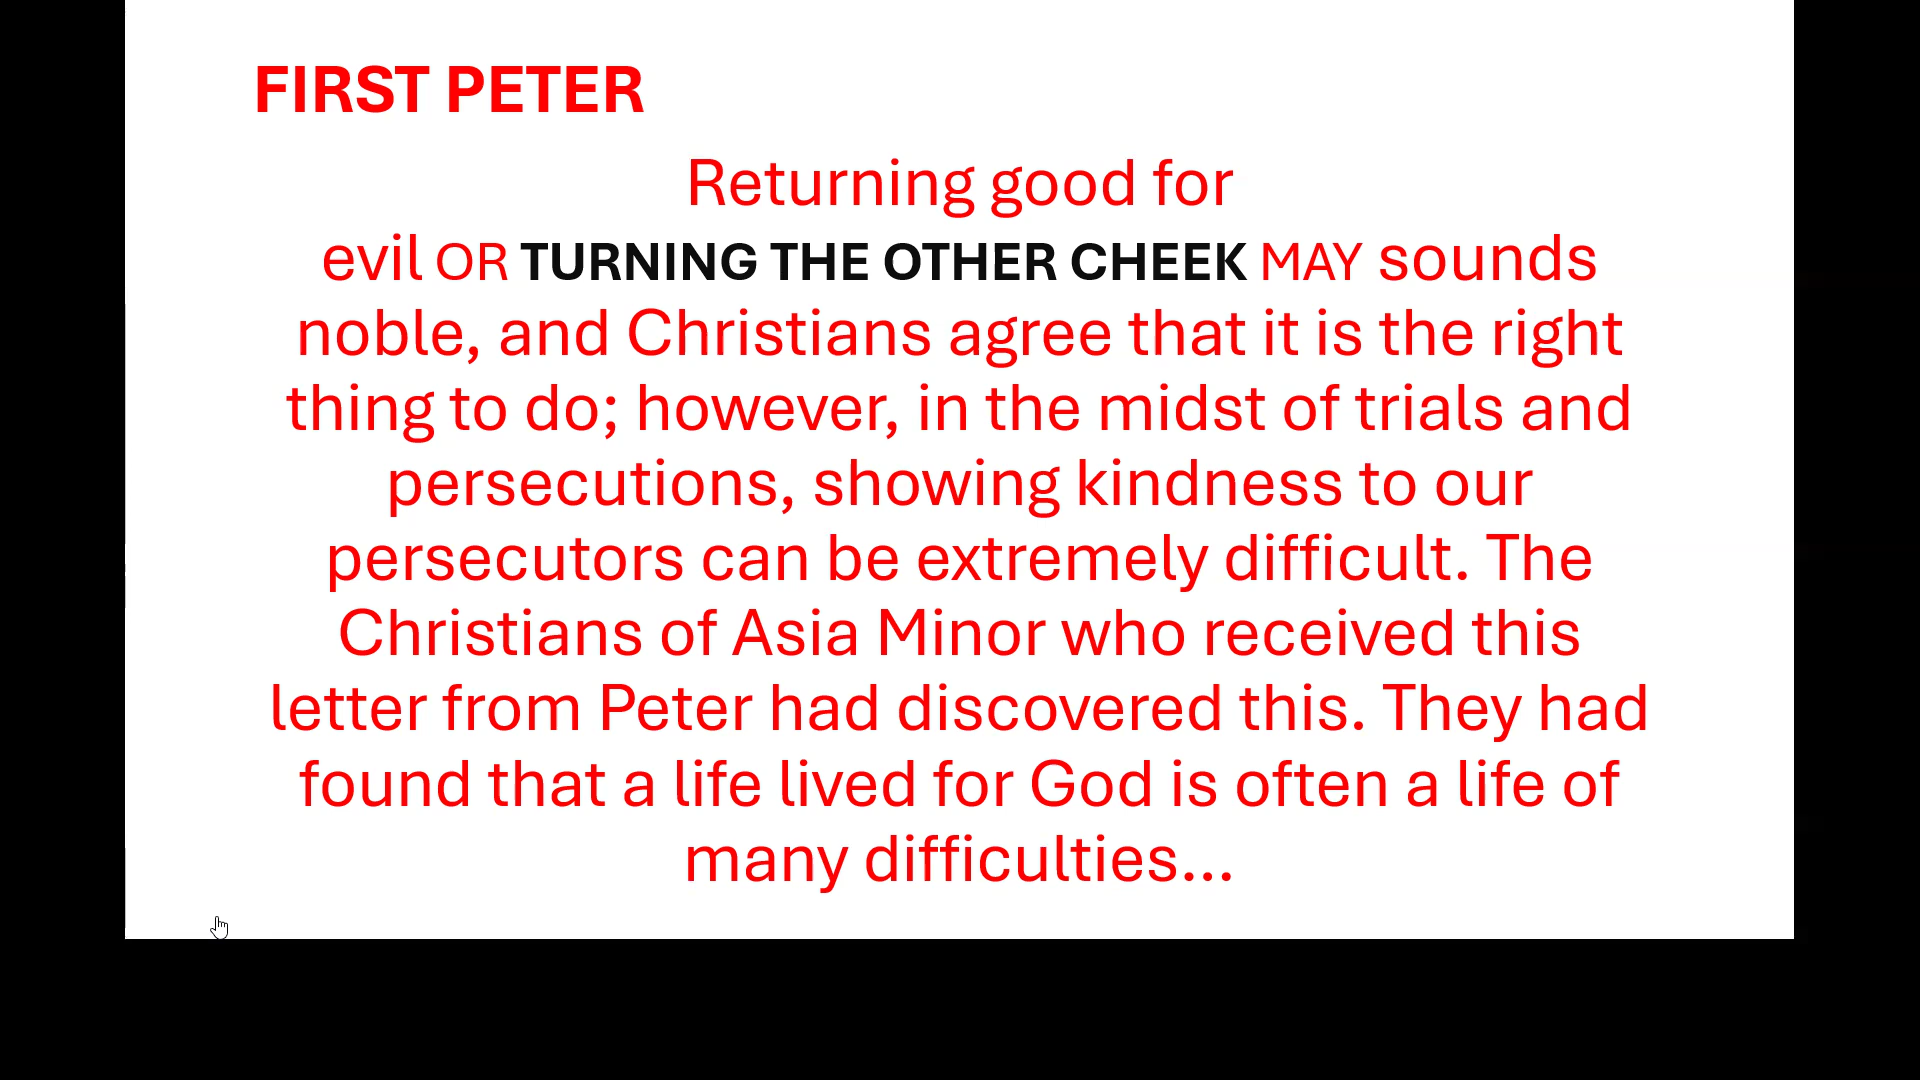 FIRST PETER
Returning good for
evil OR TURNING THE OTHER CHEEK MAY sounds
noble, and Christians agree that it is the right
thing to do; however, in the midst of trials and
persecutions, showing kindness to our
persecutors can be extremely difficult. The
Christians of Asia Minor who received this
letter from Peter had discovered this. They had
found that a life lived for God is often a life of
many difficulties...